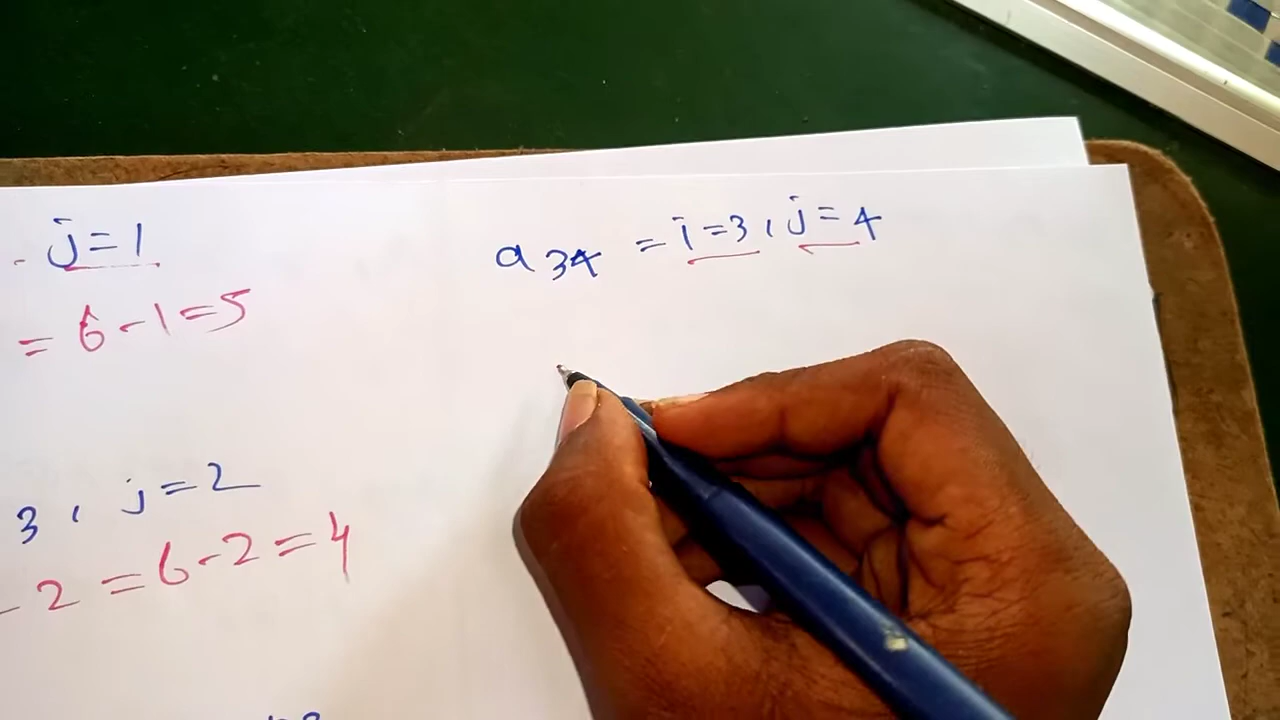 j=1
= 6-1=5
3, j=2
- 2 = 6-2=4
a34 = i=3, j=4